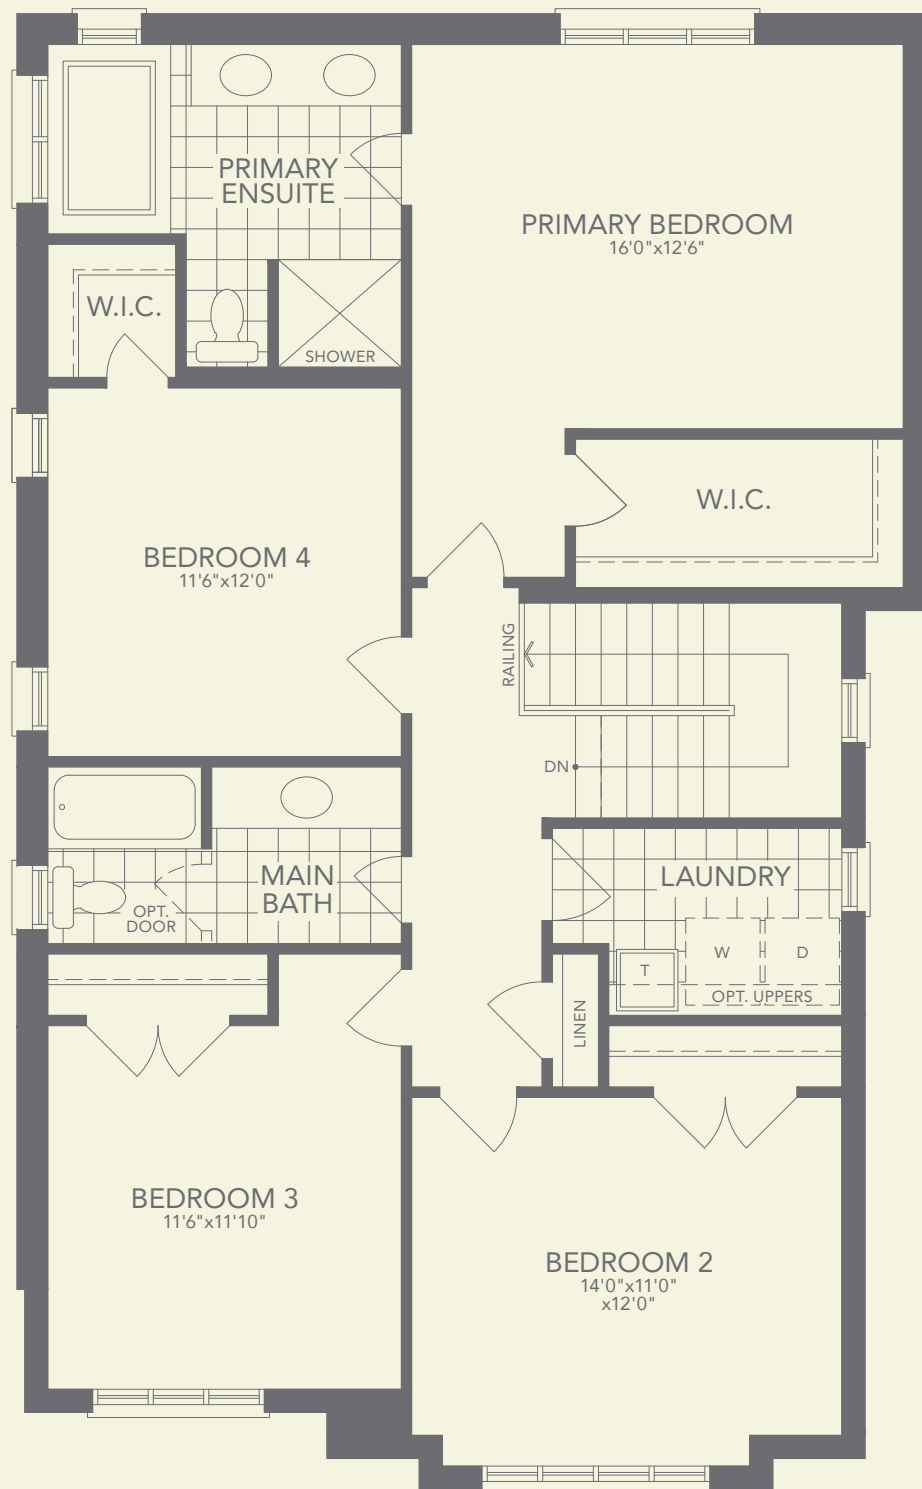 PRIMARY
ENSUITE
PRIMARY BEDROOM
16'0"x12'6"
W.I.C.
SHOWER
W.I.C.
BEDROOM 4
11'6"x12'0"
RAILING
DN
MAIN
BATH
OPT.
DOOR
LAUNDRY
W
D
T
OPT. UPPERS
LINEN
BEDROOM 3
11'6"x11'10"
BEDROOM 2
14'0"x11'0"
x12'0"